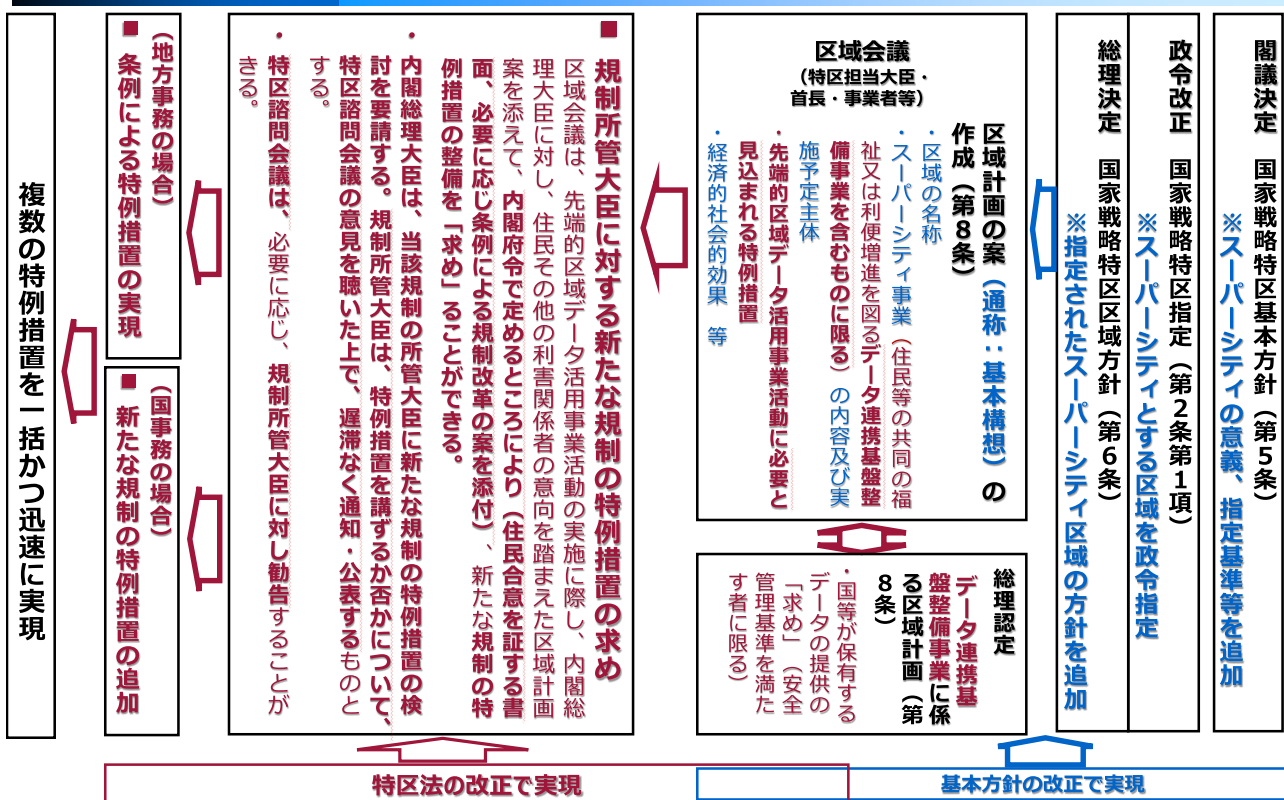 閣議決定　国家戦略特区基本方針（第５条）
※スーパーシティの意義、指定基準等を追加
政令改正　国家戦略特区指定（第２条第１項）
※スーパーシティとする区域を政令指定
総理決定　国家戦略特区区域方針（第６条）
※指定されたスーパーシティ区域の方針を追加
区域会議
（特区担当大臣・
首長・事業者等）
区域計画の案（通称：基本構想）の
作成（第８条）
・区域の名称
・スーパーシティ事業（住民等の共同の福
祉又は利便増進を図るデータ連携基盤整
備事業を含むものに限る）の内容及び実
施予定主体
・先端的区域データ活用事業活動に必要と
見込まれる特例措置
・経済的社会的効果　等
総理認定
データ連携基
盤整備事業に係
る区域計画（第
８条）
・国等が保有する
データの提供の
「求め」（安全
管理基準を満た
す者に限る）
■ 規制所管大臣に対する新たな規制の特例措置の求め
区域会議は、先端的区域データ活用事業活動の実施に際し、内閣総
理大臣に対し、住民その他の利害関係者の意向を踏まえた区域計画
案を添えて、内閣府令で定めるところにより（住民合意を証する書
面、必要に応じ条例による規制改革の案を添付）、新たな規制の特
例措置の整備を「求め」ることができる。
・内閣総理大臣は、当該規制の所管大臣に新たな規制の特例措置の検
討を要請する。規制所管大臣は、特例措置を講ずるか否かについて、
特区諮問会議の意見を聴いた上で、遅滞なく通知・公表するものと
する。
・特区諮問会議は、必要に応じ、規制所管大臣に対し勧告することが
きる。
（地方事務の場合）
■ 条例による特例措置の実現
（国事務の場合）
■ 新たな規制の特例措置の追加
複数の特例措置を一括かつ迅速に実現
特区法の改正で実現
基本方針の改正で実現